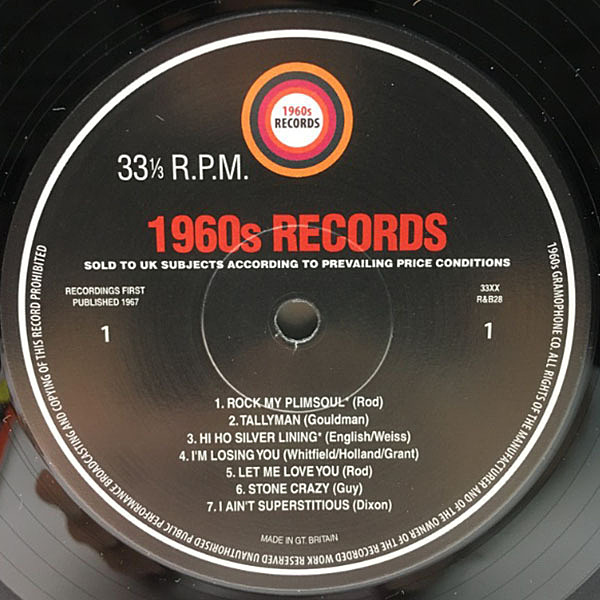 1960s
RECORDS
33⅓ R.P.M.
1960s RECORDS
SOLD TO UK SUBJECTS ACCORDING TO PREVAILING PRICE CONDITIONS
RECORDINGS FIRST
PUBLISHED 1967
33XX
R&B28
1
1
1. ROCK MY PLIMSOUL* (Rod)
2. TALLYMAN (Gouldman)
3. HI HO SILVER LINING* (English/Weiss)
4. I'M LOSING YOU (Whitfield/Holland/Grant)
5. LET ME LOVE YOU (Rod)
6. STONE CRAZY (Guy)
7. I AIN'T SUPERSTITIOUS (Dixon)
MADE IN GT. BRITAIN
1960s GRAMOPHONE CO. ALL RIGHTS OF THE MANUFACTURER AND OF THE OWNER OF THE RECORDED WORK RESERVED UNAUTHORISED PUBLIC PERFORMANCE BROADCASTING AND COPYING OF THIS RECORD PROHIBITED